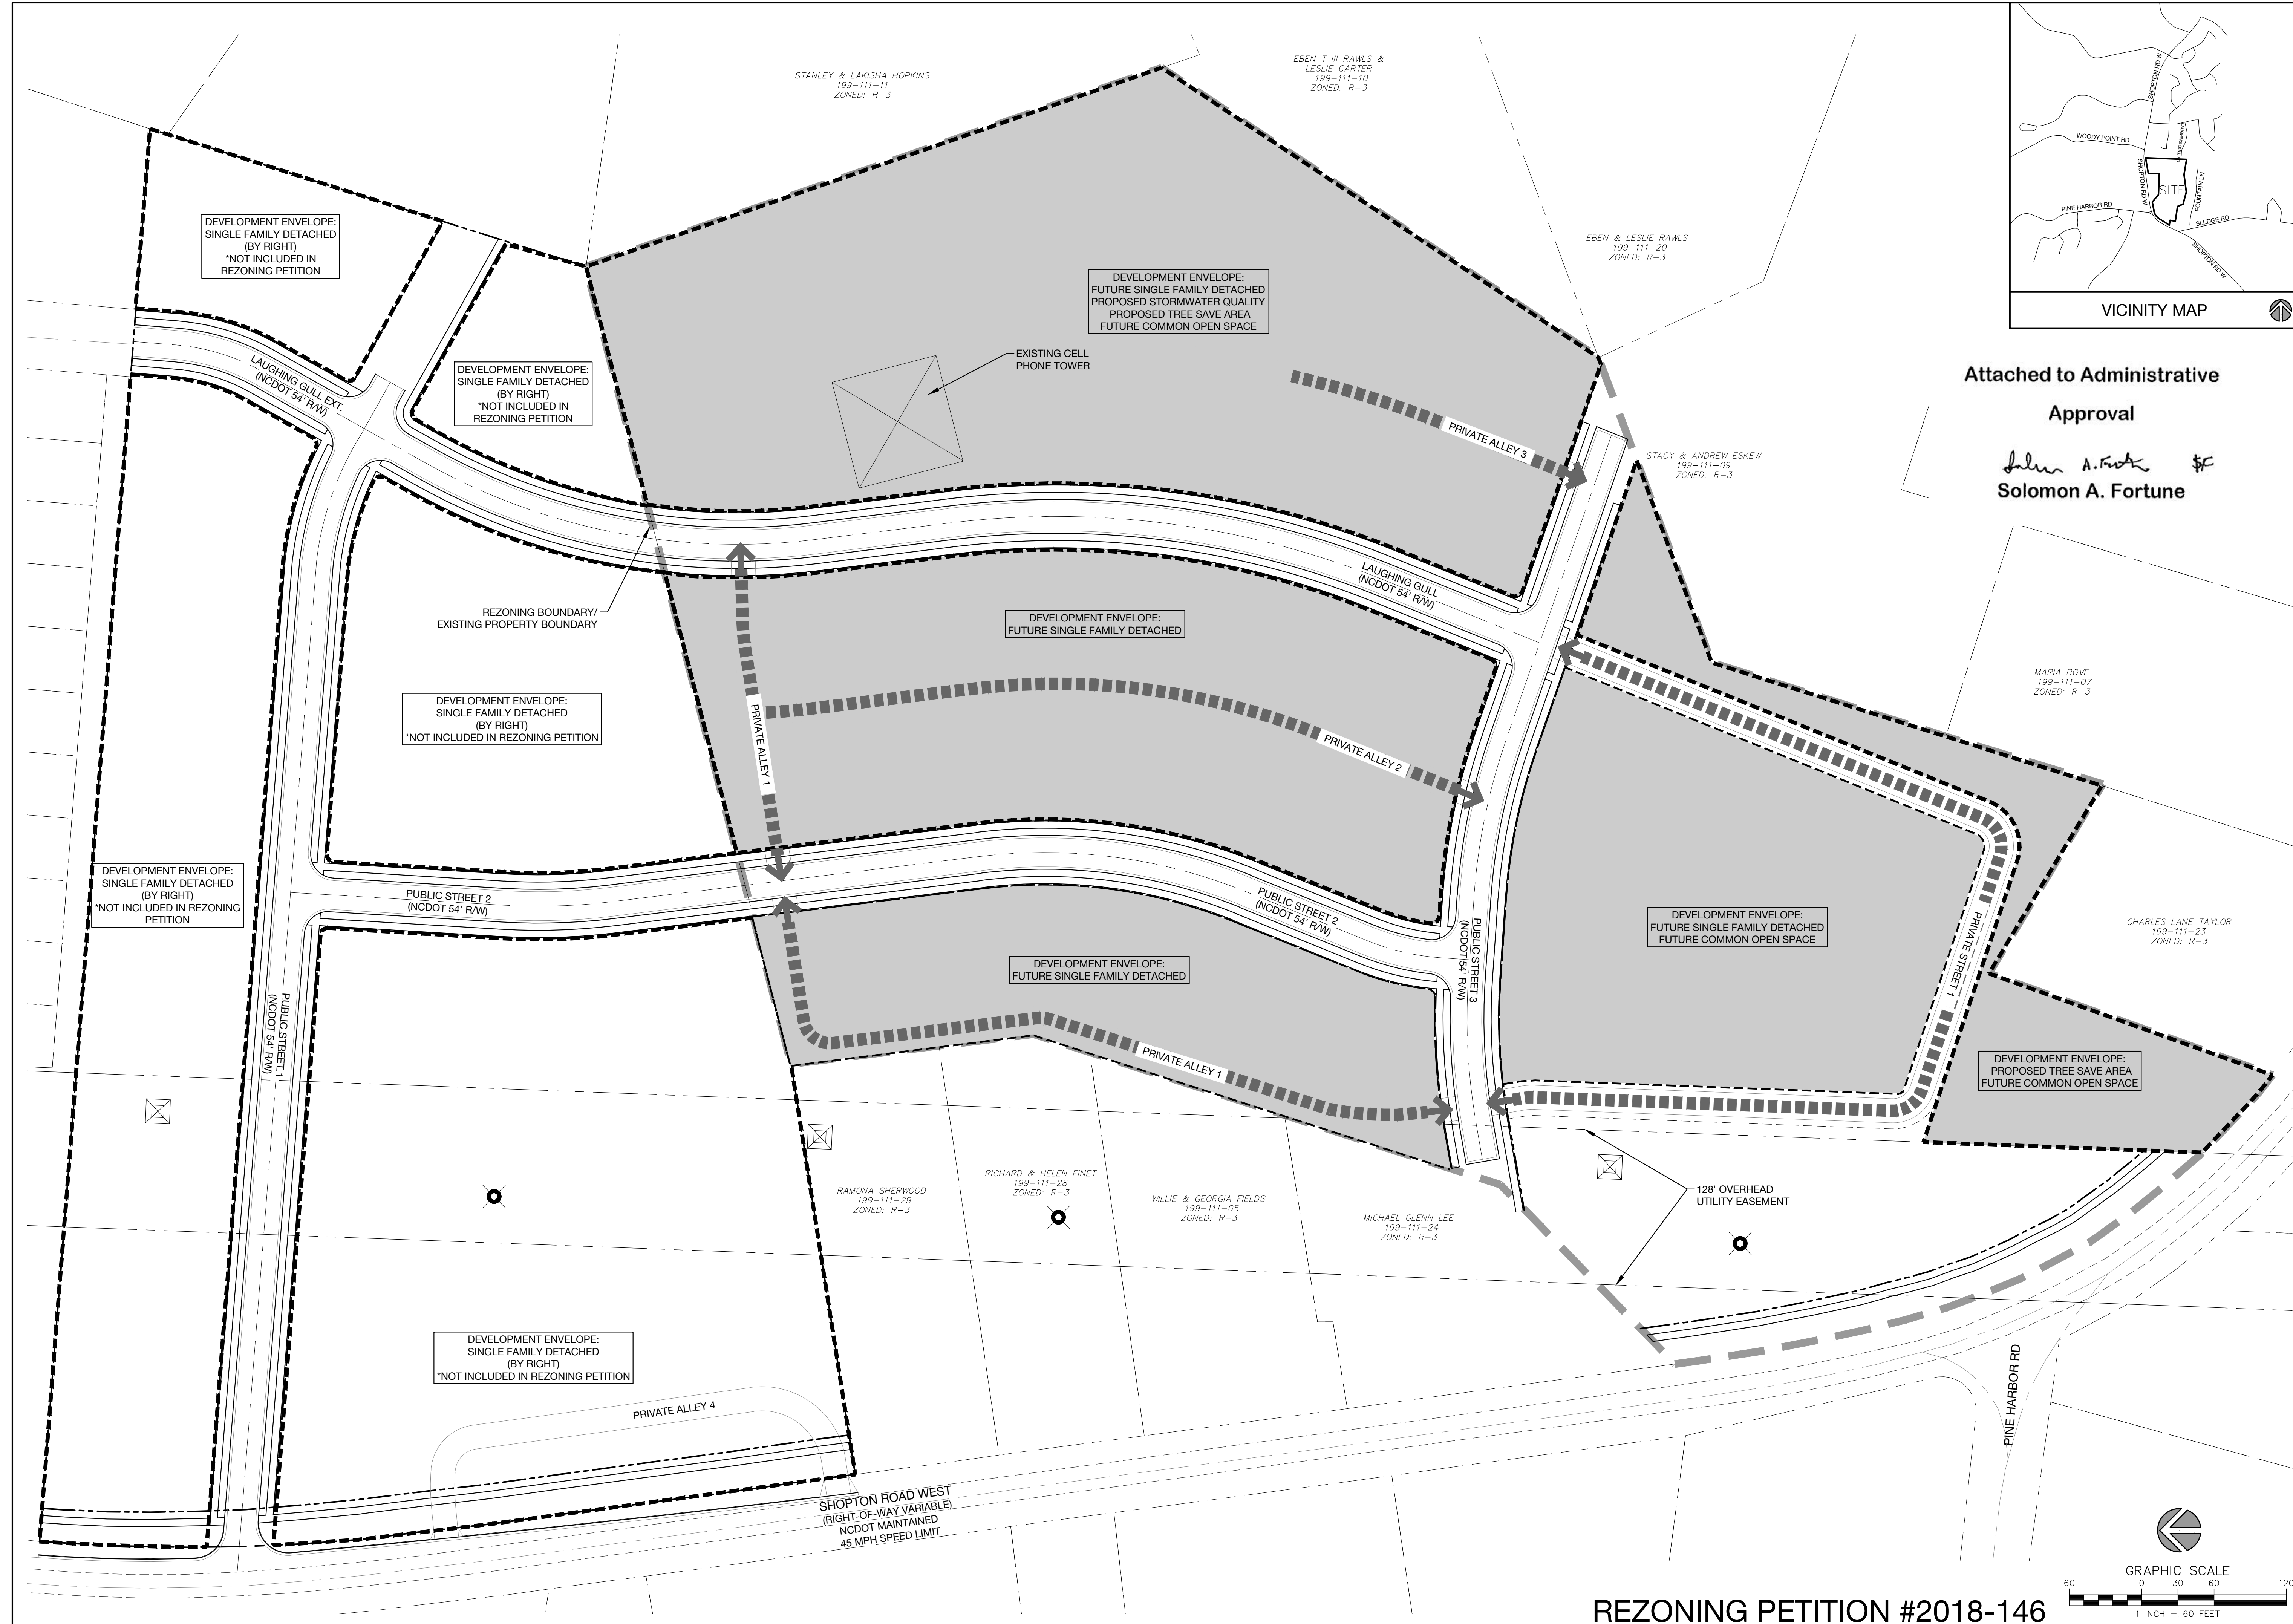 STANLEY & LAKISHA HOPKINS
199-111-11
ZONED: R-3
EBEN T III RAWLS &
LESLIE CARTER
199-111-10
ZONED: R-3
EBEN & LESLIE RAWLS
199-111-20
ZONED: R-3
SHOPTON RD W
WOODY POINT RD
SHOPTON RD W
SITE
FOUNTAIN LN
PINE HARBOR RD
SLEDGE RD
SHOPTON RD W
VICINITY MAP
Attached to Administrative
Approval
Solomon A. Fortune
DEVELOPMENT ENVELOPE:
SINGLE FAMILY DETACHED
(BY RIGHT)
*NOT INCLUDED IN
REZONING PETITION
DEVELOPMENT ENVELOPE:
FUTURE SINGLE FAMILY DETACHED
PROPOSED STORMWATER QUALITY
PROPOSED TREE SAVE AREA
FUTURE COMMON OPEN SPACE
EXISTING CELL
PHONE TOWER
LAUGHING GULL EXT.
(NCDOT 54' R/W)
DEVELOPMENT ENVELOPE:
SINGLE FAMILY DETACHED
(BY RIGHT)
*NOT INCLUDED IN
REZONING PETITION
PRIVATE ALLEY 3
STACY & ANDREW ESKEW
199-111-09
ZONED: R-3
LAUGHING GULL
(NCDOT 54' R/W)
REZONING BOUNDARY/
EXISTING PROPERTY BOUNDARY
DEVELOPMENT ENVELOPE:
FUTURE SINGLE FAMILY DETACHED
MARIA BOVE
199-111-07
ZONED: R-3
DEVELOPMENT ENVELOPE:
SINGLE FAMILY DETACHED
(BY RIGHT)
*NOT INCLUDED IN REZONING PETITION
PRIVATE ALLEY 1
PRIVATE ALLEY 2
DEVELOPMENT ENVELOPE:
SINGLE FAMILY DETACHED
(BY RIGHT)
*NOT INCLUDED IN REZONING
PETITION
PUBLIC STREET 2
(NCDOT 54' R/W)
PUBLIC STREET 2
(NCDOT 54' R/W)
PUBLIC STREET 3
(NCDOT 54' R/W)
DEVELOPMENT ENVELOPE:
FUTURE SINGLE FAMILY DETACHED
FUTURE COMMON OPEN SPACE
PRIVATE STREET 1
CHARLES LANE TAYLOR
199-111-23
ZONED: R-3
DEVELOPMENT ENVELOPE:
FUTURE SINGLE FAMILY DETACHED
PUBLIC STREET 1
(NCDOT 54' R/W)
PRIVATE ALLEY 1
DEVELOPMENT ENVELOPE:
PROPOSED TREE SAVE AREA
FUTURE COMMON OPEN SPACE
RAMONA SHERWOOD
199-111-29
ZONED: R-3
RICHARD & HELEN FINET
199-111-28
ZONED: R-3
WILLIE & GEORGIA FIELDS
199-111-05
ZONED: R-3
MICHAEL GLENN LEE
199-111-24
ZONED: R-3
128' OVERHEAD
UTILITY EASEMENT
DEVELOPMENT ENVELOPE:
SINGLE FAMILY DETACHED
(BY RIGHT)
*NOT INCLUDED IN REZONING PETITION
PRIVATE ALLEY 4
PINE HARBOR RD
SHOPTON ROAD WEST
(RIGHT-OF-WAY VARIABLE)
NCDOT MAINTAINED
45 MPH SPEED LIMIT
GRAPHIC SCALE
60 0 30 60 120
1 INCH = 60 FEET
REZONING PETITION #2018-146